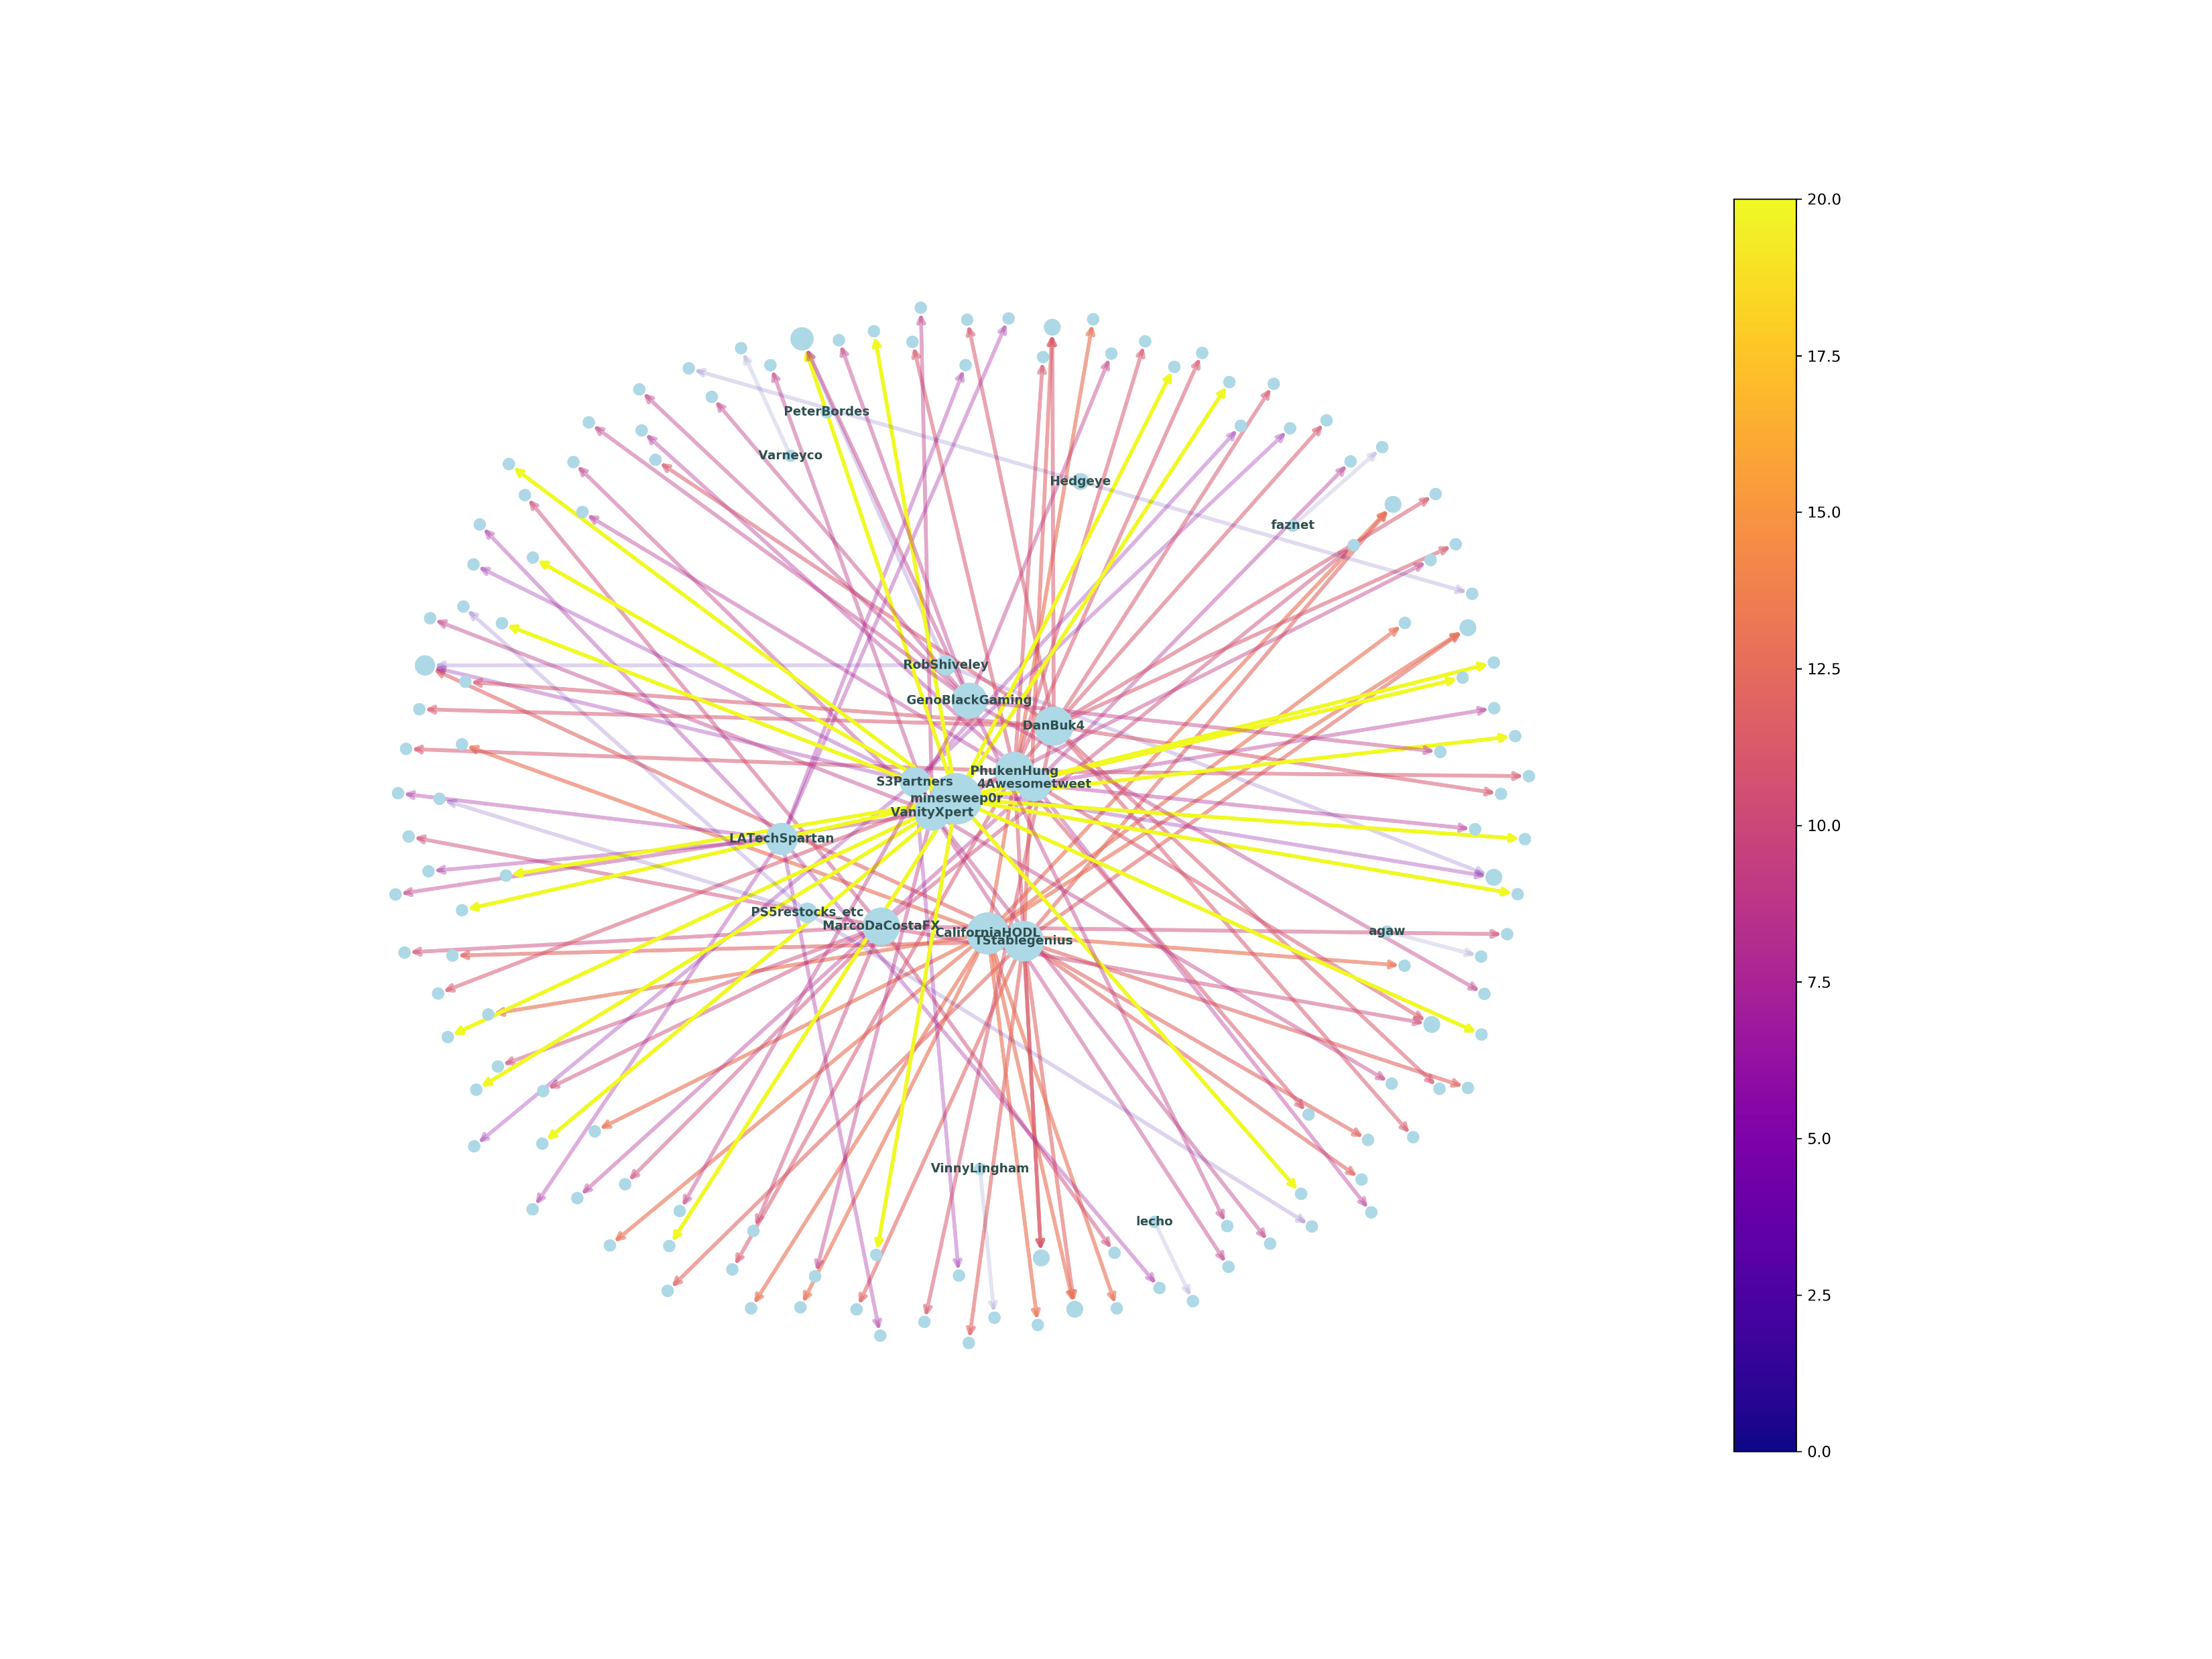 20.0
17.5
15.0
12.5
10.0
7.5
5.0
2.5
0.0
PeterBordes
Varneyco
Hedgeye
faznet
RobShiveley
GenoBlackGaming
DanBuk4
PhukenHung
S3Partners
4Awesometweet
minesweep0r
VanityXpert
LATechSpartan
PS5restocks_etc
MarcoDaCostaFX
CaliforniaHODL
TStablegenius
agaw
VinnyLingham
lecho